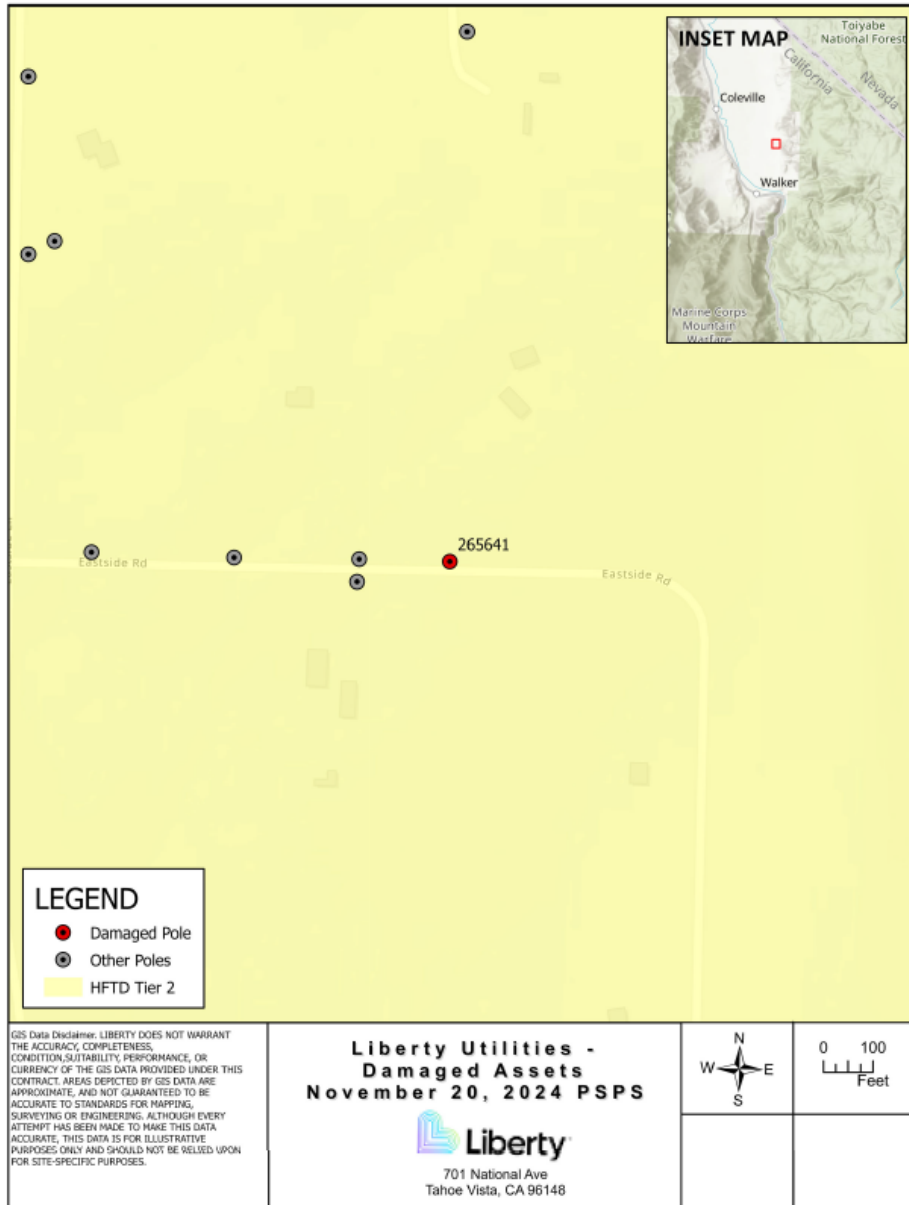 INSET MAP
Toiyabe
National Forest
California
Nevada
Coleville
Walker
Marine Corps
Mountain
Warfare
265641
Eastside Rd
Eastside Rd
LEGEND
Damaged Pole
Other Poles
HFTD Tier 2
GIS Data Disclaimer. LIBERTY DOES NOT WARRANT
THE ACCURACY, COMPLETENESS,
CONDITION,SUITABILITY, PERFORMANCE, OR
CURRENCY OF THE GIS DATA PROVIDED UNDER THIS
CONTRACT. AREAS DEPICTED BY GIS DATA ARE
APPROXIMATE, AND NOT GUARANTEED TO BE
ACCURATE TO STANDARDS FOR MAPPING,
SURVEYING OR ENGINEERING. ALTHOUGH EVERY
ATTEMPT HAS BEEN MADE TO MAKE THIS DATA
ACCURATE, THIS DATA IS FOR ILLUSTRATIVE
PURPOSES ONLY AND SHOULD NOT BE RELIED UPON
FOR SITE-SPECIFIC PURPOSES.
Liberty Utilities -
Damaged Assets
November 20, 2024 PSPS
Liberty
701 National Ave
Tahoe Vista, CA 96148
N
W E
S
0 100
Feet